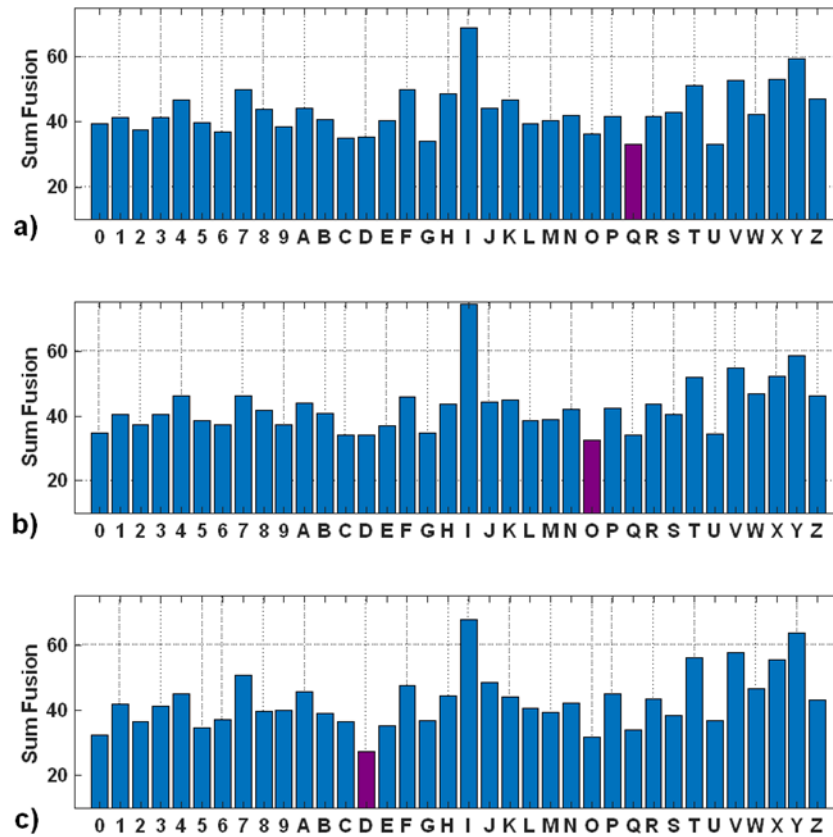 Sum Fusion
60
40
20
a)
0 1 2 3 4 5 6 7 8 9 A B C D E F G H I J K L M N O P Q R S T U V W X Y Z
Sum Fusion
60
40
20
b)
0 1 2 3 4 5 6 7 8 9 A B C D E F G H I J K L M N O P Q R S T U V W X Y Z
Sum Fusion
60
40
20
c)
0 1 2 3 4 5 6 7 8 9 A B C D E F G H I J K L M N O P Q R S T U V W X Y Z